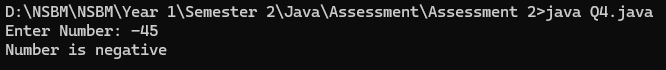 D:\NSBM\NSBM\Year 1\Semester 2\Java\Assessment\Assessment 2>java Q4.java
Enter Number: -45
Number is negative